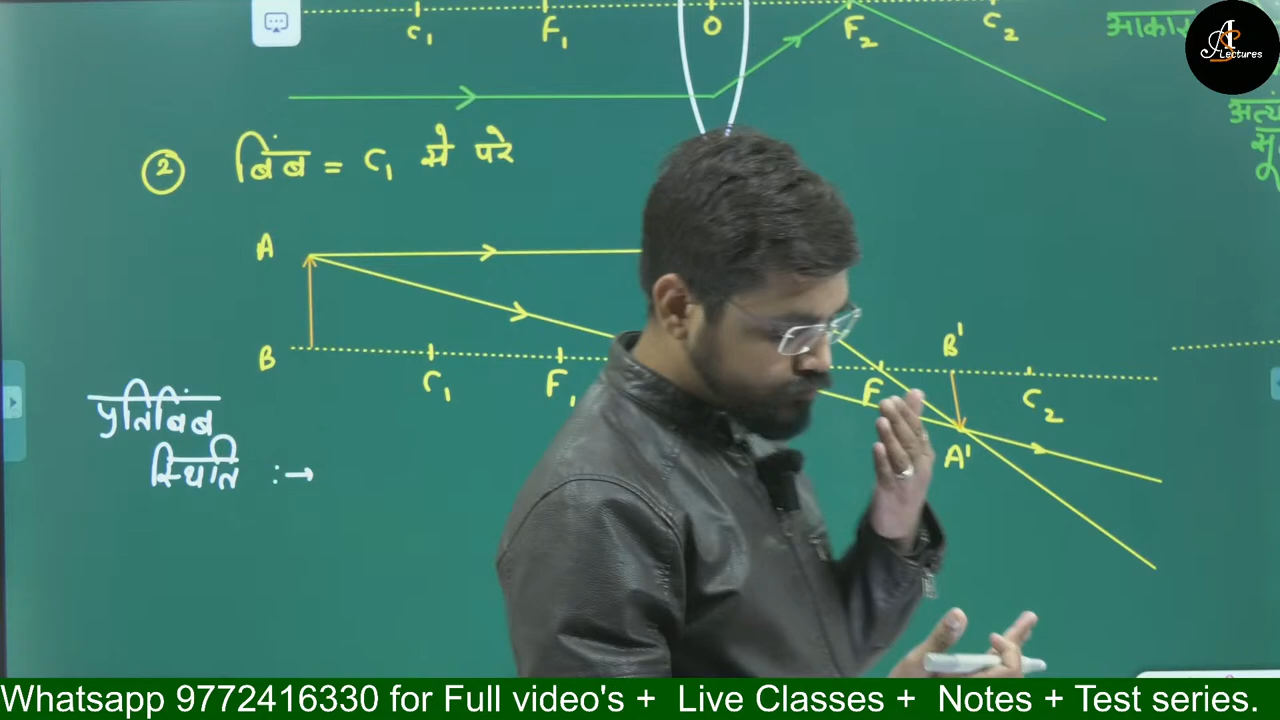 C₁ F₁ O F₂ C₂
आकार
A
Lectures
② बिंब = C₁ से परे
A
B C₁ F₁ F B' C₂
A'
प्रतिबिंब
स्थिति :→
Whatsapp 9772416330 for Full video's + Live Classes + Notes + Test series.